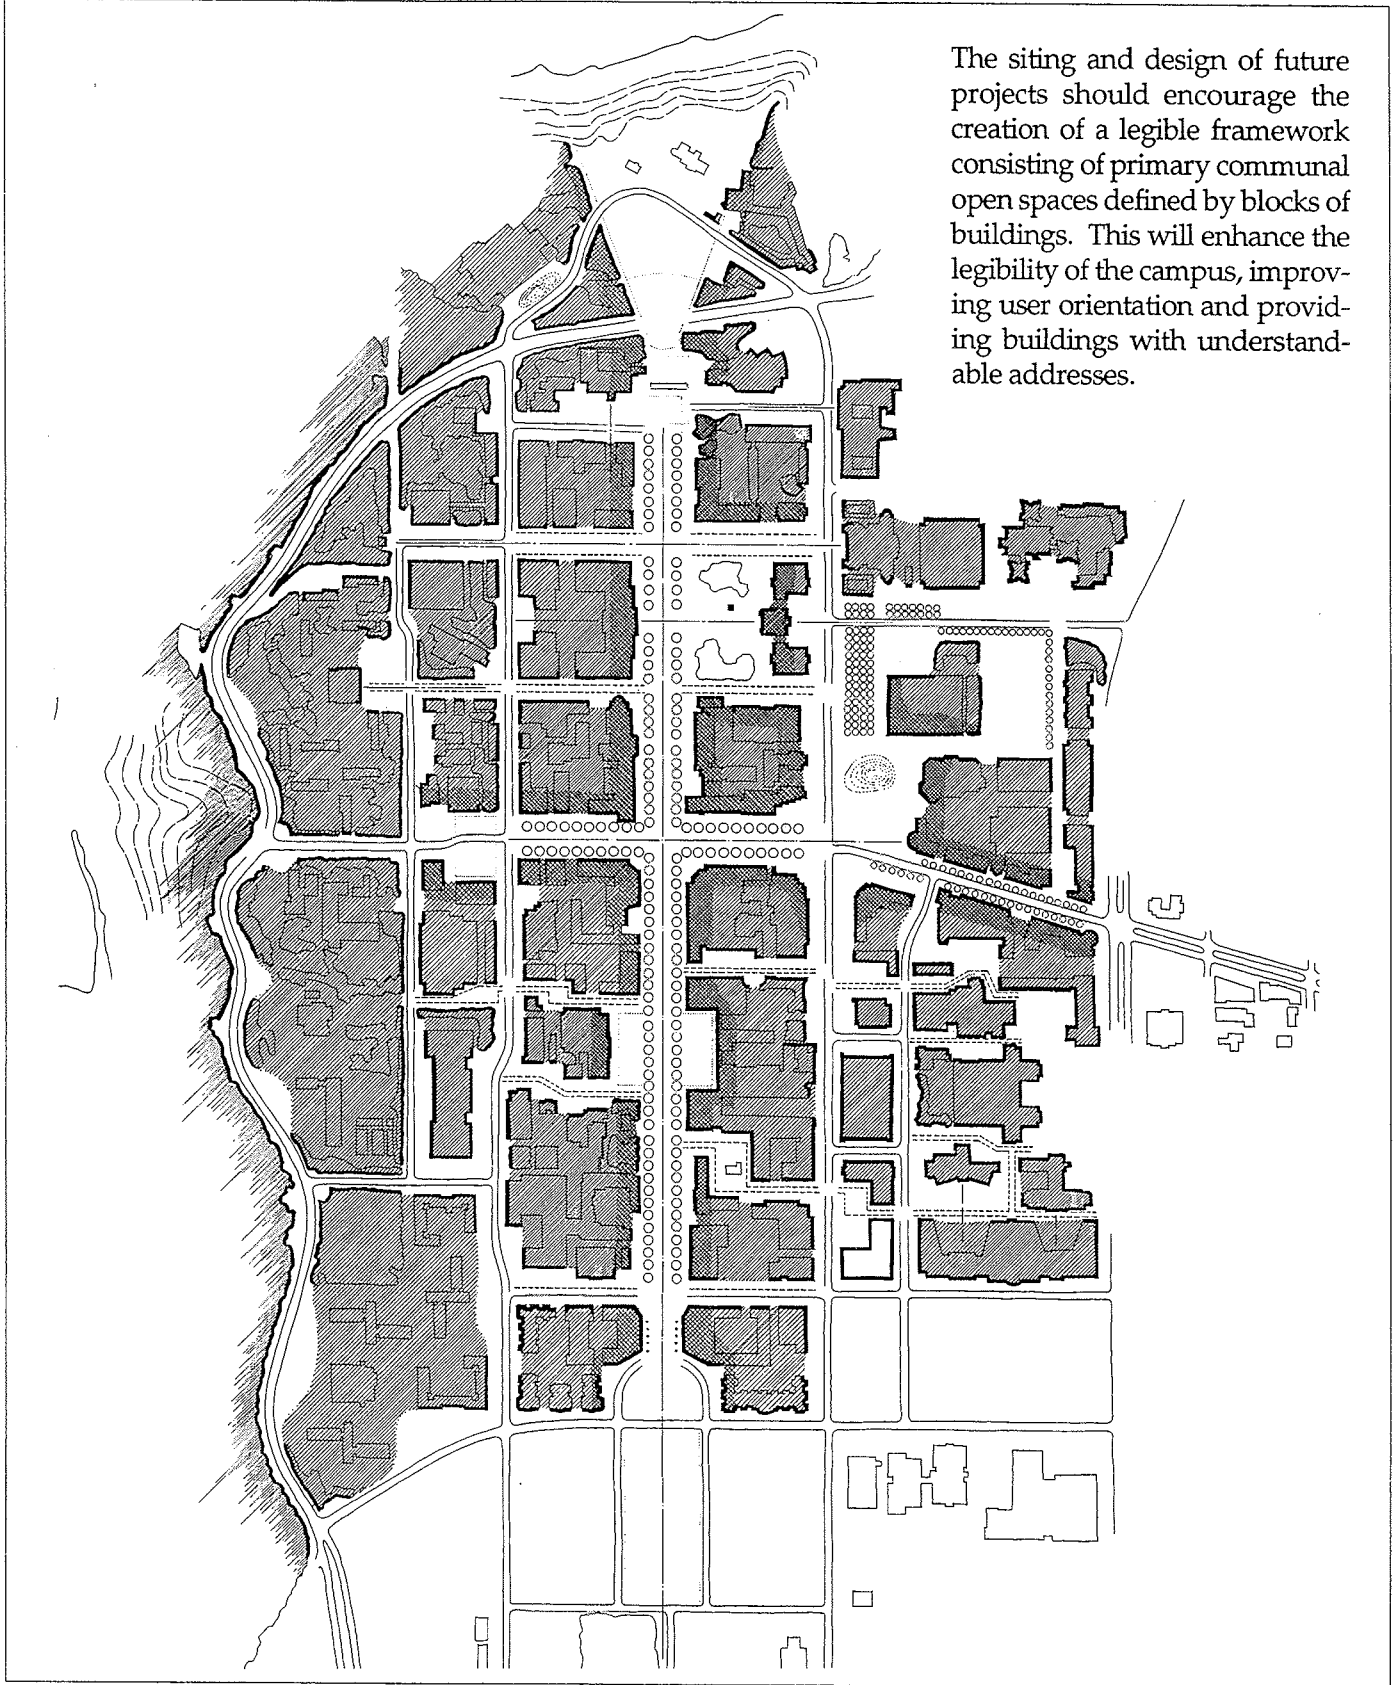 The siting and design of future
projects should encourage the
creation of a legible framework
consisting of primary communal
open spaces defined by blocks of
buildings. This will enhance the
legibility of the campus, improv-
ing user orientation and provid-
ing buildings with understand-
able addresses.